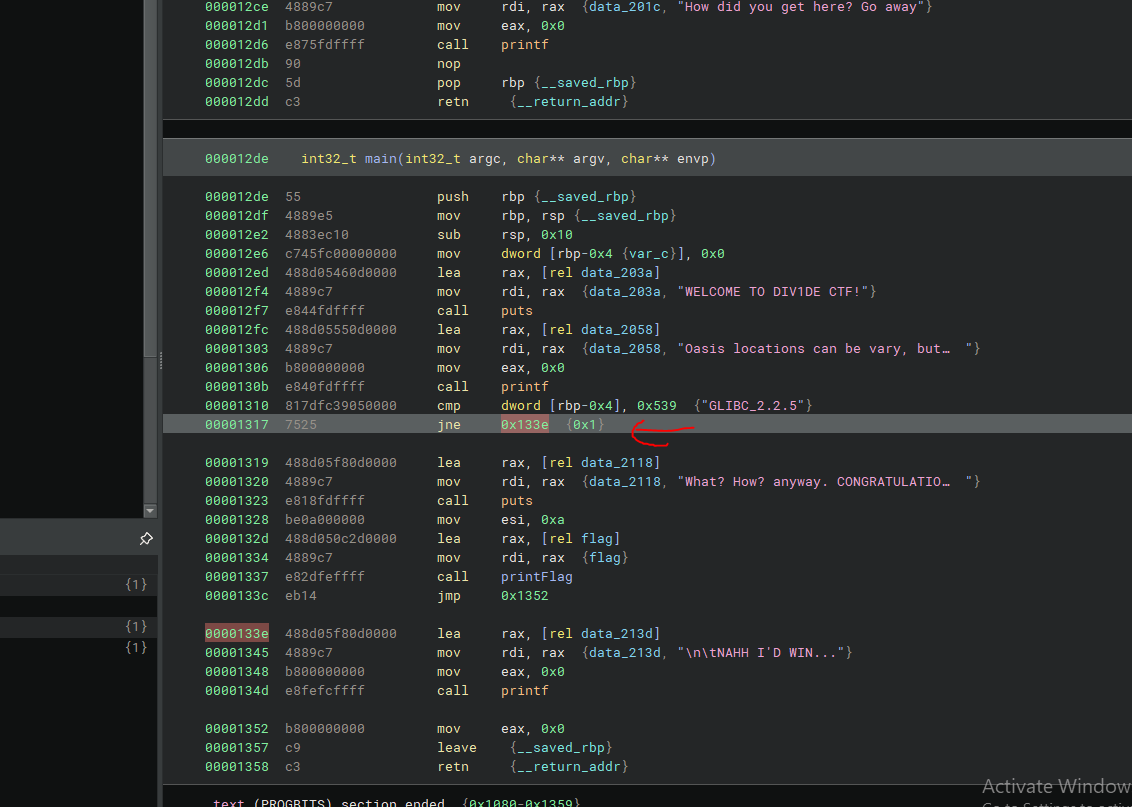 000012ce 4889c7 mov rdi, rax {data_201c, "How did you get here? Go away"}
000012d1 b800000000 mov eax, 0x0
000012d6 e875fdffff call printf
000012db 90 nop
000012dc 5d pop rbp {__saved_rbp}
000012dd c3 retn {__return_addr}
000012de int32_t main(int32_t argc, char** argv, char** envp)
000012de 55 push rbp {__saved_rbp}
000012df 4889e5 mov rbp, rsp {__saved_rbp}
000012e2 4883ec10 sub rsp, 0x10
000012e6 c745fc00000000 mov dword [rbp-0x4 {var_c}], 0x0
000012ed 488d05460d0000 lea rax, [rel data_203a]
000012f4 4889c7 mov rdi, rax {data_203a, "WELCOME TO DIV1DE CTF!"}
000012f7 e844fdffff call puts
000012fc 488d05550d0000 lea rax, [rel data_2058]
00001303 4889c7 mov rdi, rax {data_2058, "Oasis locations can be vary, but… "}
00001306 b800000000 mov eax, 0x0
0000130b e840fdffff call printf
00001310 817dfc39050000 cmp dword [rbp-0x4], 0x539 {"GLIBC_2.2.5"}
00001317 7525 jne 0x133e {0x1}
00001319 488d05f80d0000 lea rax, [rel data_2118]
00001320 4889c7 mov rdi, rax {data_2118, "What? How? anyway. CONGRATULATIO… "}
00001323 e818fdffff call puts
00001328 be0a000000 mov esi, 0xa
0000132d 488d050c2d0000 lea rax, [rel flag]
00001334 4889c7 mov rdi, rax {flag}
00001337 e82dfeffff call printFlag
0000133c eb14 jmp 0x1352
{1}
{1}
{1}
0000133e 488d05f80d0000 lea rax, [rel data_213d]
00001345 4889c7 mov rdi, rax {data_213d, "\n\tNAHH I'D WIN..."}
00001348 b800000000 mov eax, 0x0
0000134d e8fefcffff call printf
00001352 b800000000 mov eax, 0x0
00001357 c9 leave {__saved_rbp}
00001358 c3 retn {__return_addr}
.text (PROGBITS) section ended {0x1080-0x1359}
Activate Window